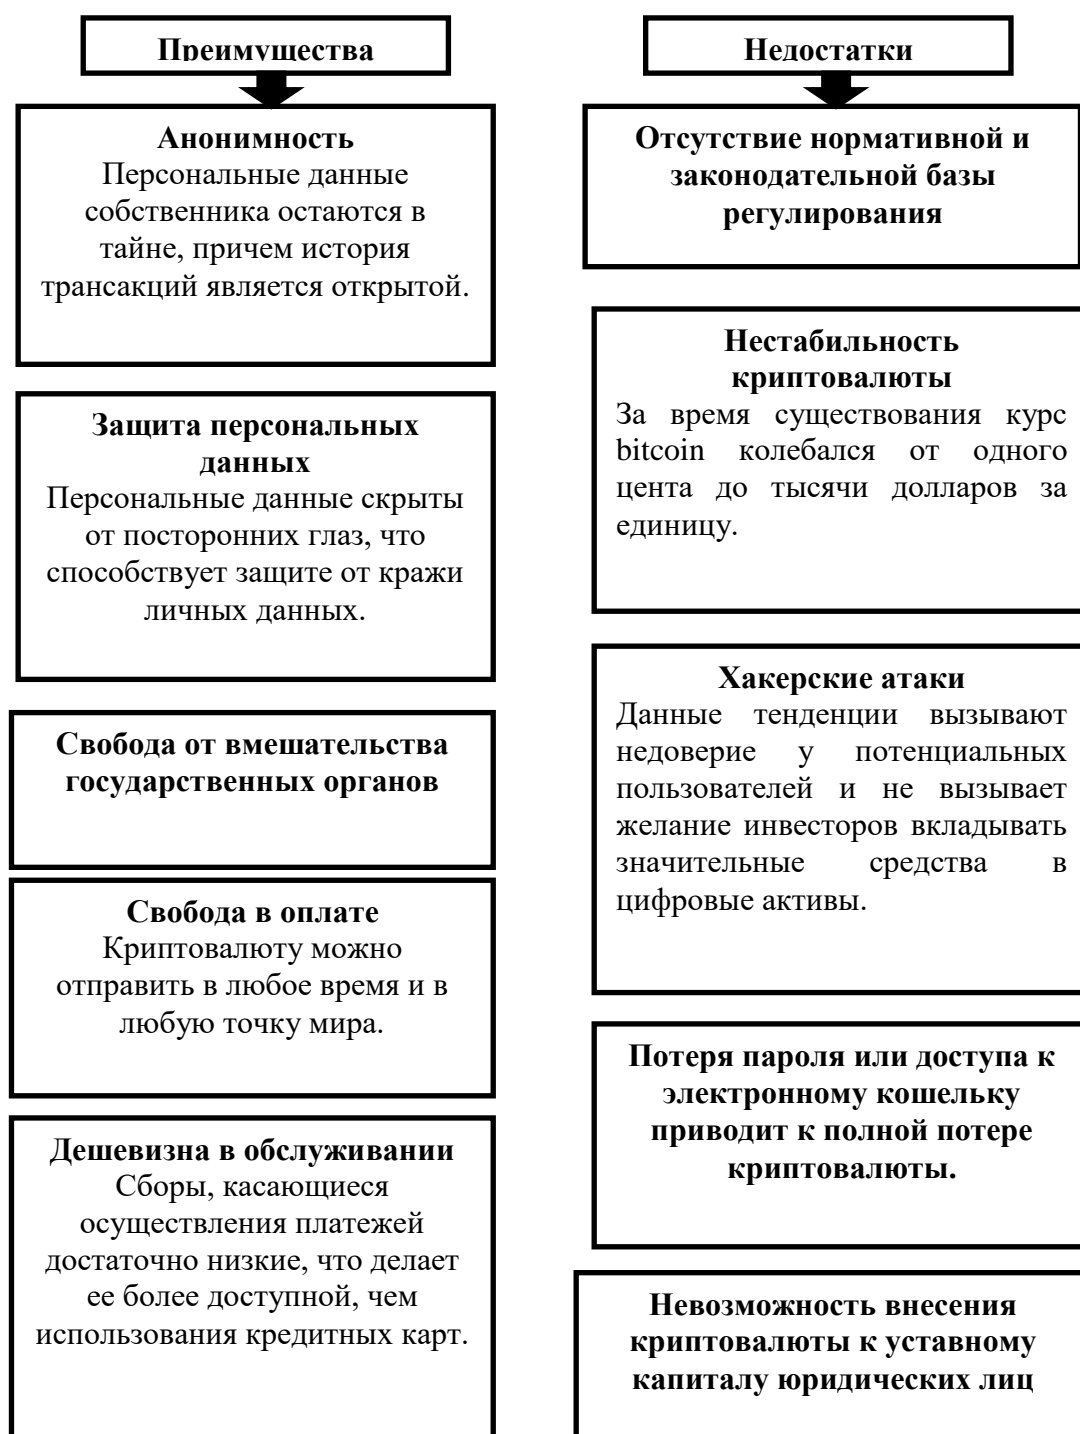 Преимущества
Анонимность
Персональные данные
собственника остаются в
тайне, причем история
трансакций является открытой.
Защита персональных
данных
Персональные данные скрыты
от посторонних глаз, что
способствует защите от кражи
личных данных.
Свобода от вмешательства
государственных органов
Свобода в оплате
Криптовалюту можно
отправить в любое время и в
любую точку мира.
Дешевизна в обслуживании
Сборы, касающиеся
осуществления платежей
достаточно низкие, что делает
ее более доступной, чем
использования кредитных карт.
Недостатки
Отсутствие нормативной и
законодательной базы
регулирования
Нестабильность
криптовалюты
За время существования курс
bitcoin колебался от одного
цента до тысячи долларов за
единицу.
Хакерские атаки
Данные тенденции вызывают
недоверие у потенциальных
пользователей и не вызывает
желание инвесторов вкладывать
значительные средства в
цифровые активы.
Потеря пароля или доступа к
электронному кошельку
приводит к полной потере
криптовалюты.
Невозможность внесения
криптовалюты к уставному
капиталу юридических лиц